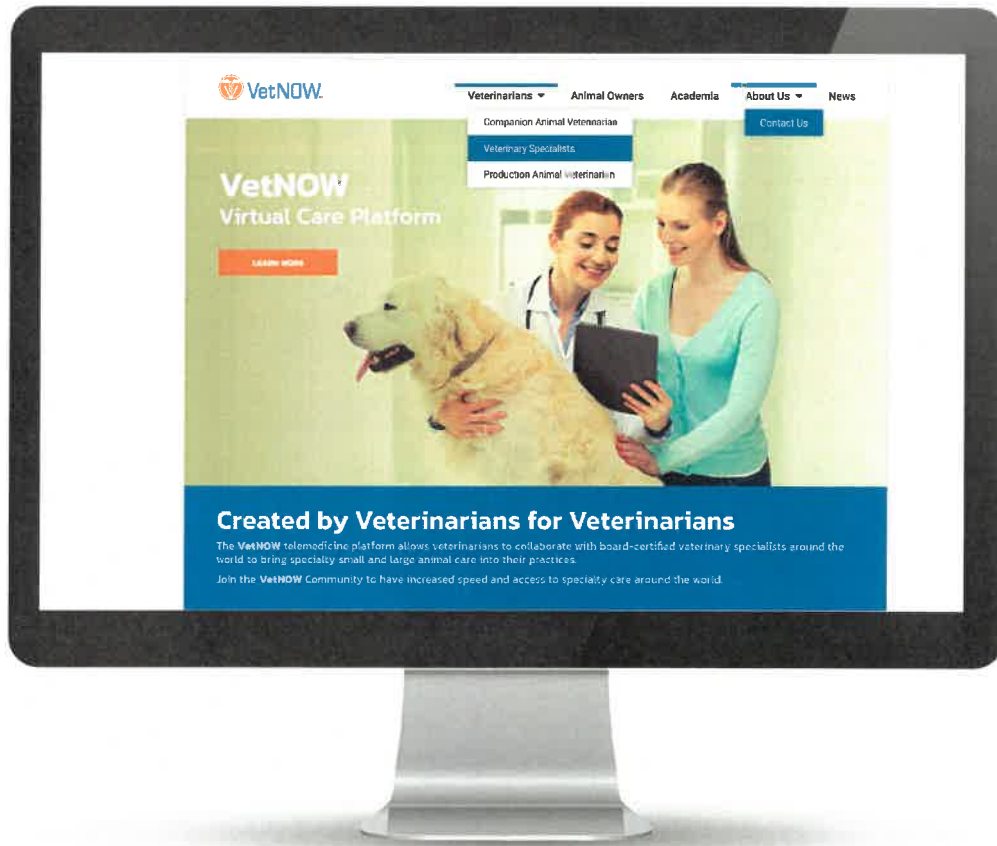 VetNOW
Veterinarians Animal Owners Academia About Us News
Companion Animal Veterinarian
Contact Us
Veterinary Specialists
Production Animal Veterinarian
VetNOW
Virtual Care Platform
LEARN MORE
Created by Veterinarians for Veterinarians
The VetNOW telemedicine platform allows veterinarians to collaborate with board-certified veterinary specialists around the
world to bring specialty small and large animal care into their practices.
Join the VetNOW Community to have increased speed and access to specialty care around the world.